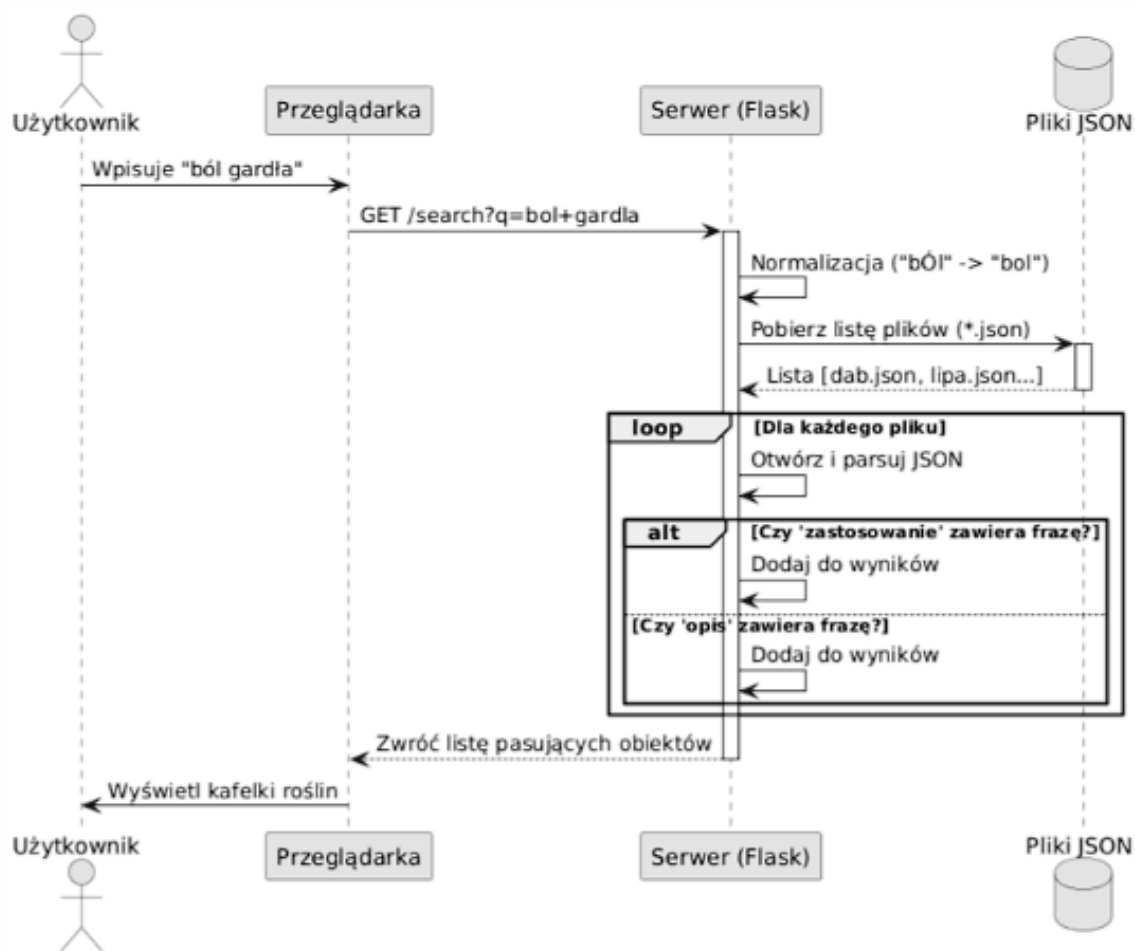 Użytkownik
Przeglądarka
Serwer (Flask)
Pliki JSON
Wpisuje "ból gardła"
GET /search?q=bol+gardla
Normalizacja ("bÓl" -> "bol")
Pobierz listę plików (*.json)
Lista [dab.json, lipa.json...]
loop
[Dla każdego pliku]
Otwórz i parsuj JSON
alt
[Czy 'zastosowanie' zawiera frazę?]
Dodaj do wyników
[Czy 'opis' zawiera frazę?]
Dodaj do wyników
Zwróć listę pasujących obiektów
Wyświetl kafelki roślin
Użytkownik
Przeglądarka
Serwer (Flask)
Pliki JSON